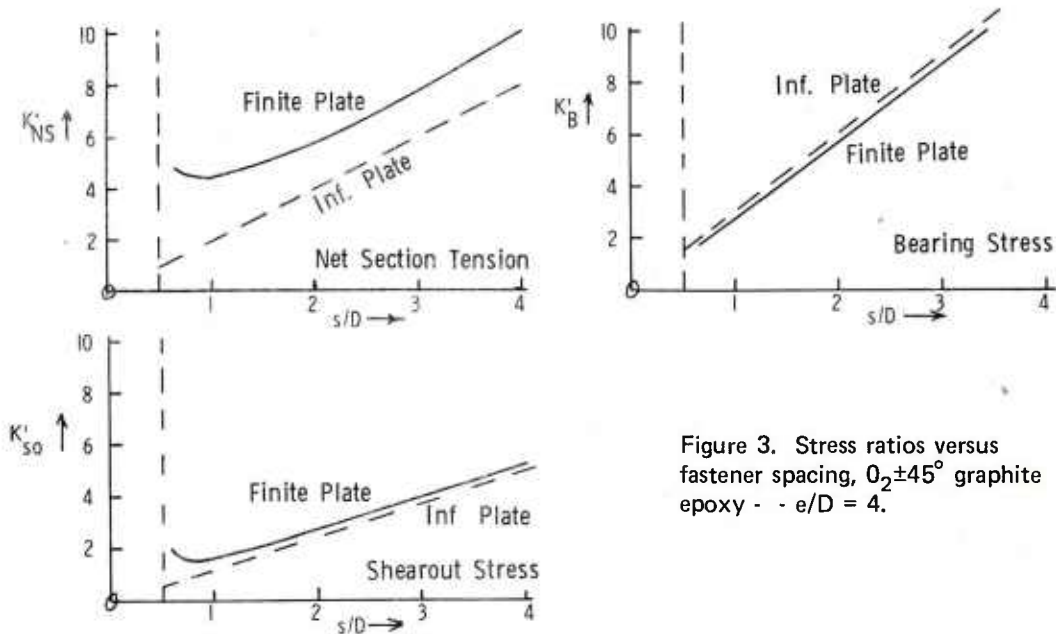 10
8
6
4
2
0
K'NS ↑
Finite Plate
Inf. Plate
Net Section Tension
1 2 3 4
s/D →
10
8
6
4
2
0
K'B ↑
Inf. Plate
Finite Plate
Bearing Stress
1 2 3 4
s/D →
10
8
6
4
2
0
K'so ↑
Finite Plate
Inf Plate
Shearout Stress
1 2 3 4
s/D →
Figure 3. Stress ratios versus
fastener spacing, 0₂±45° graphite
epoxy - - e/D = 4.